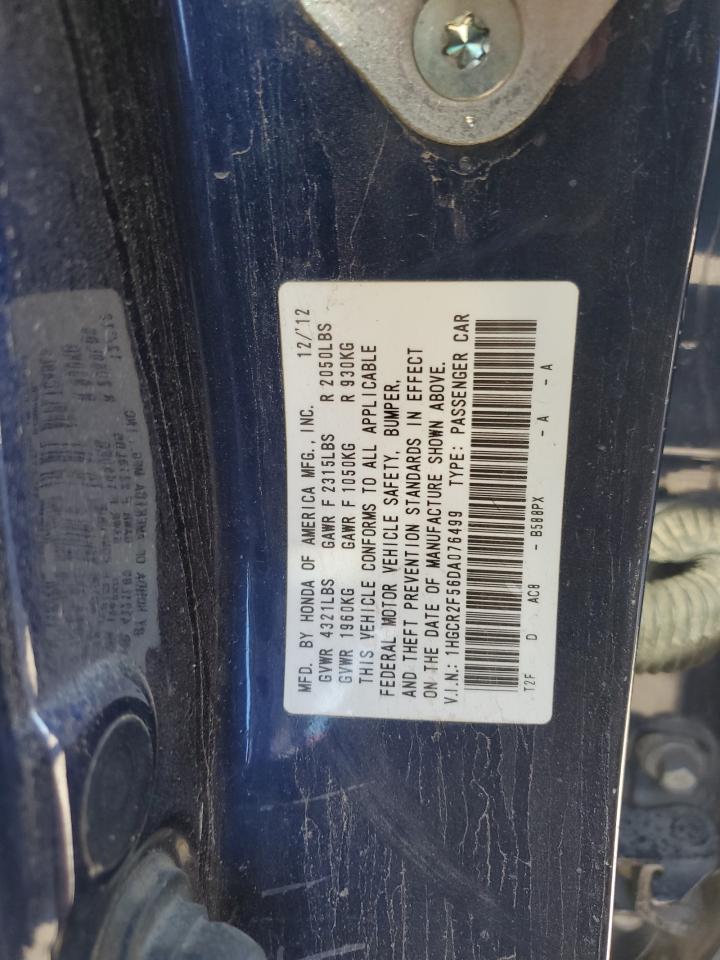 MFD. BY HONDA OF AMERICA MFG., INC. 12/'12
GVWR 4321LBS GAWR F 2315LBS R 2050LBS
GVWR 1960KG GAWR F 1050KG R 930KG
THIS VEHICLE CONFORMS TO ALL APPLICABLE
FEDERAL MOTOR VEHICLE SAFETY, BUMPER,
AND THEFT PREVENTION STANDARDS IN EFFECT
ON THE DATE OF MANUFACTURE SHOWN ABOVE.
V.I.N.: 1HGCR2F56DA076499 TYPE: PASSENGER CAR
T2F D AC8 - B588PX - A - A